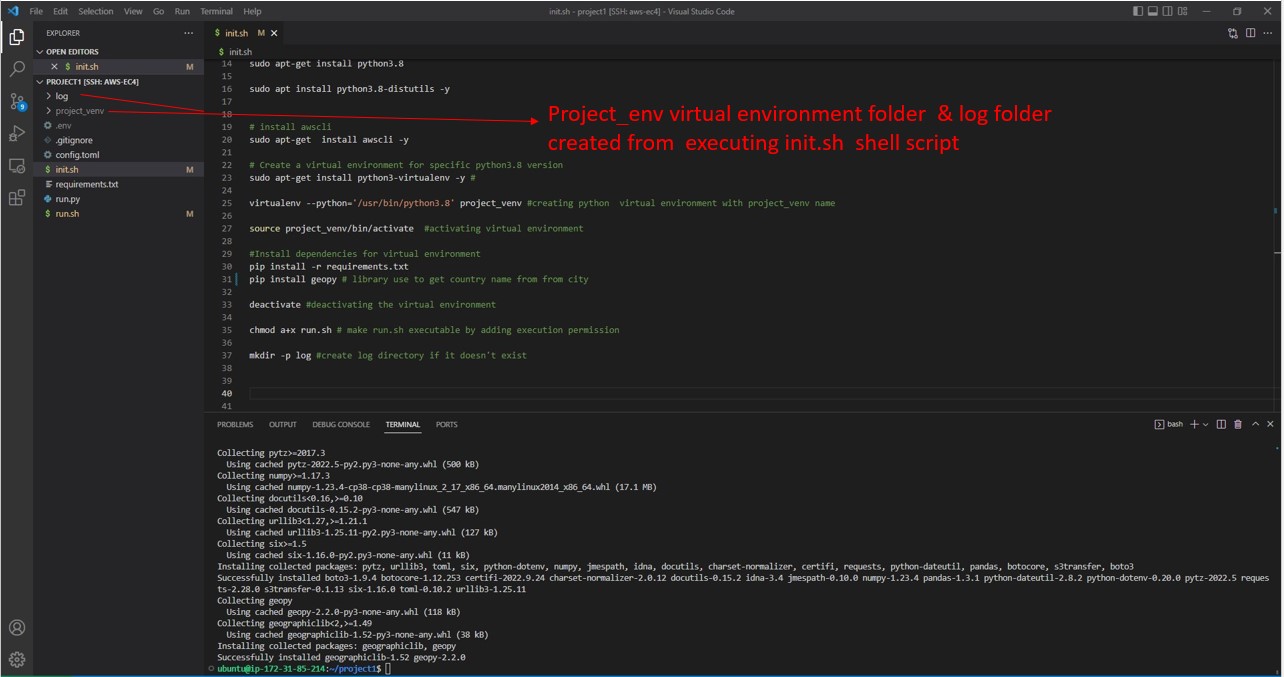 File Edit Selection View Go Run Terminal Help
init.sh - project1 [SSH: aws-ec4] - Visual Studio Code
EXPLORER
OPEN EDITORS
$ init.sh M
PROJECT1 [SSH: AWS-EC4]
log
project_venv
.env
.gitignore
config.toml
$ init.sh M
requirements.txt
run.py
$ run.sh M
9
$ init.sh M
$ init.sh
14 sudo apt-get install python3.8
15
16 sudo apt install python3.8-distutils -y
17
18
19 # install awscli
20 sudo apt-get  install awscli -y
21
22 # Create a virtual environment for specific python3.8 version
23 sudo apt-get install python3-virtualenv -y #
24
25 virtualenv --python='/usr/bin/python3.8' project_venv #creating python  virtual environment with project_venv name
26
27 source project_venv/bin/activate  #activating virtual environment
28
29 #Install dependencies for virtual environment
30 pip install -r requirements.txt
31 pip install geopy # library use to get country name from from city
32
33 deactivate #deactivating the virtual environment
34
35 chmod a+x run.sh # make run.sh executable by adding execution permission
36
37 mkdir -p log #create log directory if it doesn't exist
38
39
40
41
Project_env virtual environment folder  & log folder
created from  executing init.sh  shell script
PROBLEMS OUTPUT DEBUG CONSOLE TERMINAL PORTS
bash
Collecting pytz>=2017.3
Using cached pytz-2022.5-py2.py3-none-any.whl (500 kB)
Collecting numpy>=1.17.3
Using cached numpy-1.23.4-cp38-cp38-manylinux_2_17_x86_64.manylinux2014_x86_64.whl (17.1 MB)
Collecting docutils<0.16,>=0.10
Using cached docutils-0.15.2-py3-none-any.whl (547 kB)
Collecting urllib3<1.27,>=1.21.1
Using cached urllib3-1.25.11-py2.py3-none-any.whl (127 kB)
Collecting six>=1.5
Using cached six-1.16.0-py2.py3-none-any.whl (11 kB)
Installing collected packages: pytz, urllib3, toml, six, python-dotenv, numpy, jmespath, idna, docutils, charset-normalizer, certifi, requests, python-dateutil, pandas, botocore, s3transfer, boto3
Successfully installed boto3-1.9.4 botocore-1.12.253 certifi-2022.9.24 charset-normalizer-2.0.12 docutils-0.15.2 idna-3.4 jmespath-0.10.0 numpy-1.23.4 pandas-1.3.1 python-dateutil-2.8.2 python-dotenv-0.20.0 pytz-2022.5 reques
ts-2.28.0 s3transfer-0.1.13 six-1.16.0 toml-0.10.2 urllib3-1.25.11
Collecting geopy
Using cached geopy-2.2.0-py3-none-any.whl (118 kB)
Collecting geographiclib<2,>=1.49
Using cached geographiclib-1.52-py3-none-any.whl (38 kB)
Installing collected packages: geographiclib, geopy
Successfully installed geographiclib-1.52 geopy-2.2.0
ubuntu@ip-172-31-85-214:~/project1$